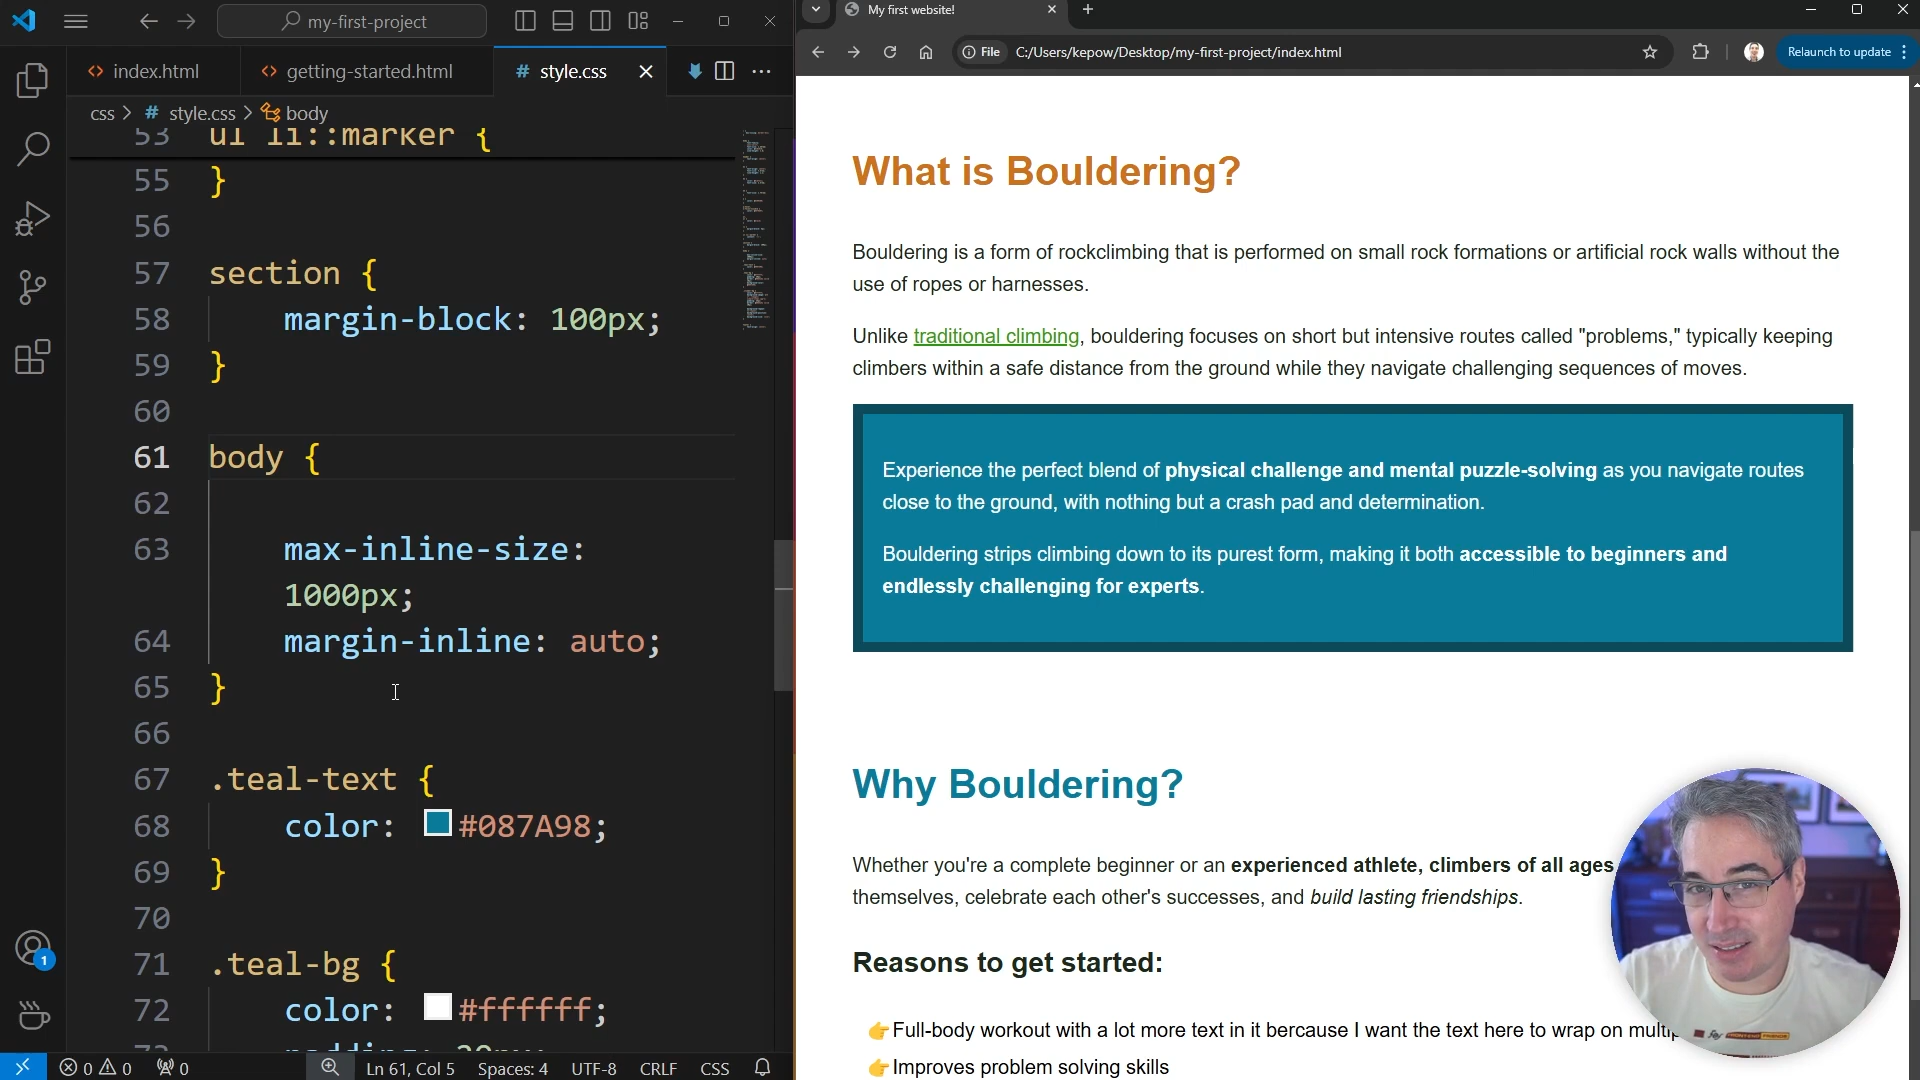 my-first-project
index.html
getting-started.html
# style.css
css > # style.css > body
53 ul li::marker {
55 }
56
57 section {
58 margin-block: 100px;
59 }
60
61 body {
62
63 max-inline-size:
1000px;
64 margin-inline: auto;
65 }
66
67 .teal-text {
68 color: #087A98;
69 }
70
71 .teal-bg {
72 color: #ffffff;
1
0 0 0
Ln 61, Col 5 Spaces: 4 UTF-8 CRLF CSS
My first website!
File C:/Users/kepow/Desktop/my-first-project/index.html
Relaunch to update
What is Bouldering?
Bouldering is a form of rockclimbing that is performed on small rock formations or artificial rock walls without the
use of ropes or harnesses.
Unlike traditional climbing, bouldering focuses on short but intensive routes called "problems," typically keeping
climbers within a safe distance from the ground while they navigate challenging sequences of moves.
Experience the perfect blend of physical challenge and mental puzzle-solving as you navigate routes
close to the ground, with nothing but a crash pad and determination.
Bouldering strips climbing down to its purest form, making it both accessible to beginners and
endlessly challenging for experts.
Why Bouldering?
Whether you're a complete beginner or an experienced athlete, climbers of all ages
themselves, celebrate each other's successes, and build lasting friendships.
Reasons to get started:
👉Full-body workout with a lot more text in it bercause I want the text here to wrap on
👉Improves problem solving skills